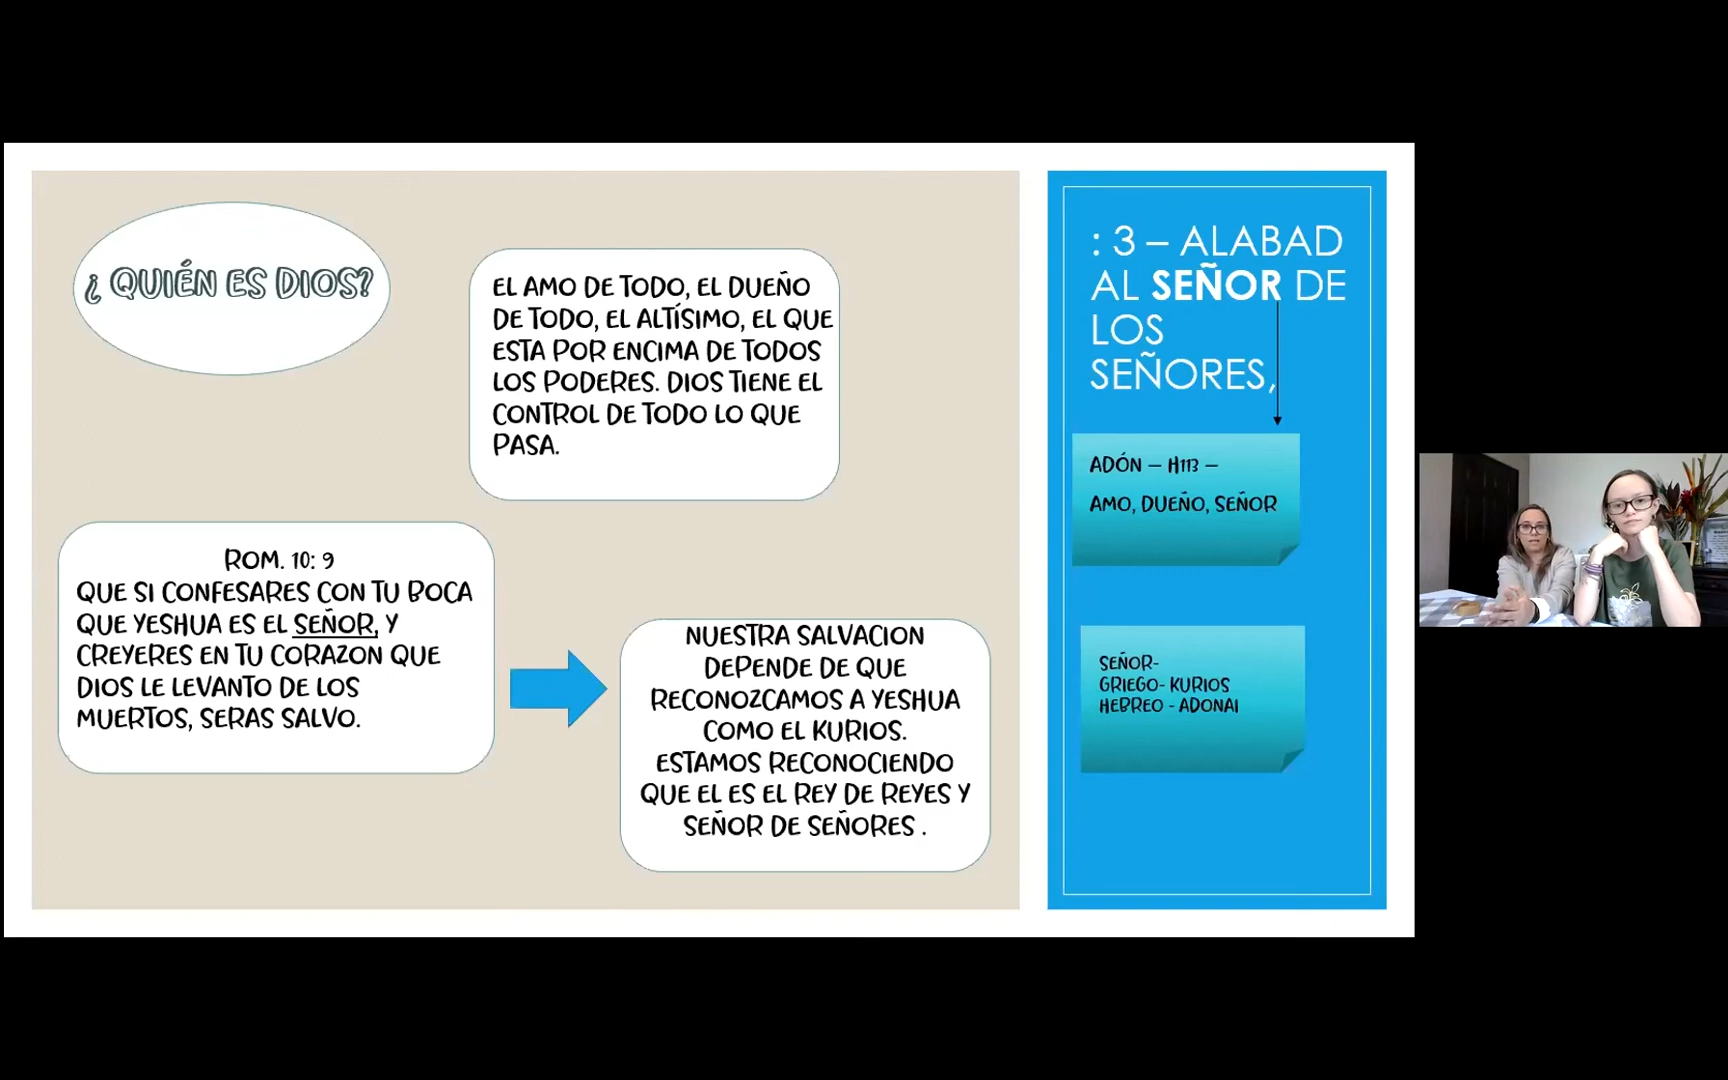 ¿ QUIÉN ES DIOS?
EL AMO DE TODO, EL DUEÑO
DE TODO, EL ALTÍSIMO, EL QUE
ESTA POR ENCIMA DE TODOS
LOS PODERES. DIOS TIENE EL
CONTROL DE TODO LO QUE
PASA.
ROM. 10: 9
QUE SI CONFESARES CON TU BOCA
QUE YESHUA ES EL SEÑOR, Y
CREYERES EN TU CORAZON QUE
DIOS LE LEVANTO DE LOS
MUERTOS, SERAS SALVO.
NUESTRA SALVACION
DEPENDE DE QUE
RECONOZCAMOS A YESHUA
COMO EL KURIOS.
ESTAMOS RECONOCIENDO
QUE EL ES EL REY DE REYES Y
SEÑOR DE SEÑORES .
: 3 – ALABAD
AL SEÑOR DE
LOS
SEÑORES,
ADÓN – H113 –
AMO, DUEÑO, SEÑOR
SEÑOR-
GRIEGO- KURIOS
HEBREO - ADONAI